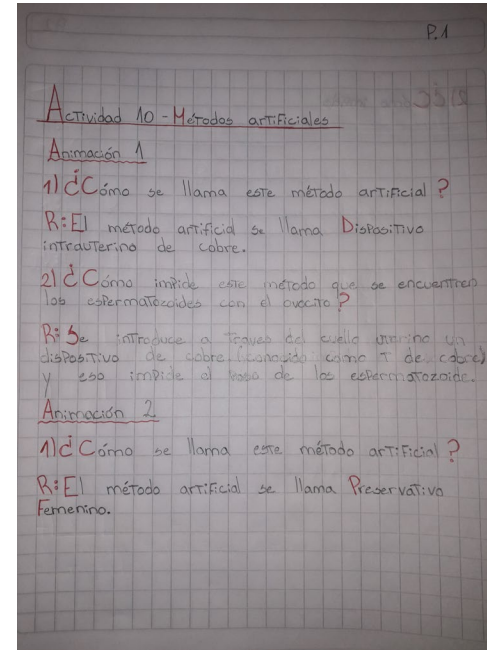 P.1
Actividad 10 - Métodos artificiales
Animación 1
1) ¿Cómo se llama este método artificial?
R: El método artificial se llama Dispositivo
intrauterino de cobre.
2) ¿Cómo impide este método que se encuentren
los espermatozoides con el ovocito?
R: Se introduce a traves del cuello uterino un
dispositivo de cobre (conocido como T de cobre)
y eso impide el paso de los espermatozoide.
Animación 2
1) ¿Cómo se llama este método artificial?
R: El método artificial se llama Preservativo
Femenino.